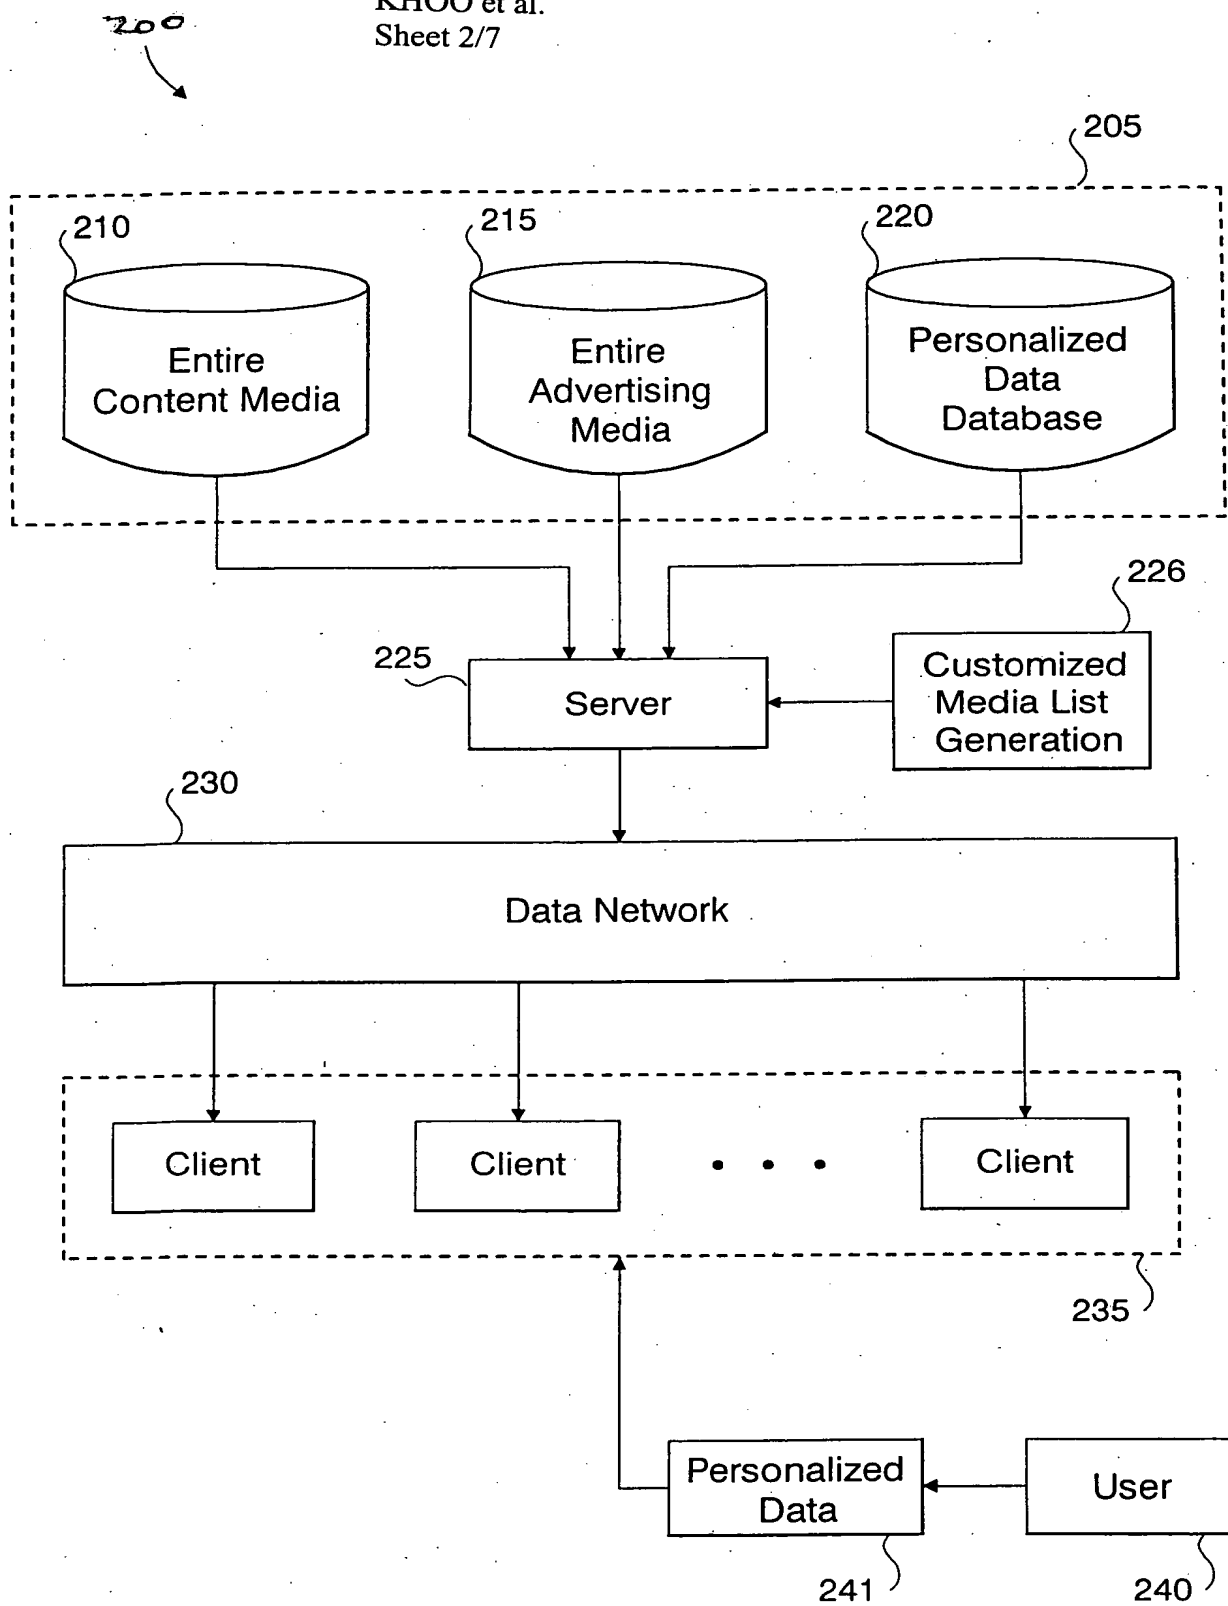 KHOO et al.
Sheet 2/7
200
205
210
215
220
Entire
Content Media
Entire
Advertising
Media
Personalized
Data
Database
226
225
Server
Customized
Media List
Generation
230
Data Network
Client
Client
• • •
Client
235
Personalized
Data
User
241
240